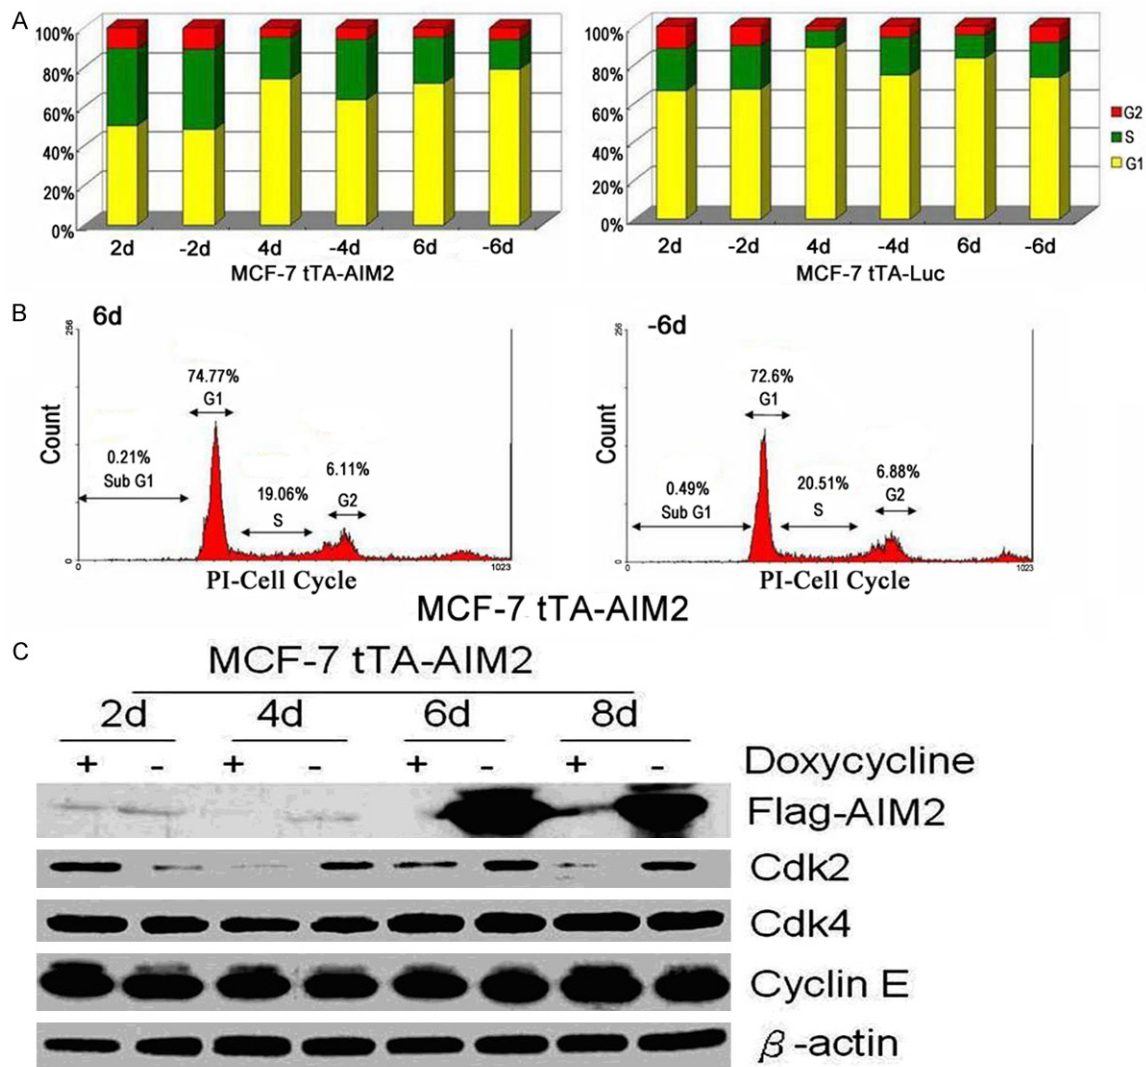 A
100%
80%
60%
40%
20%
0%
2d -2d 4d -4d 6d -6d
MCF-7 tTA-AIM2
100%
80%
60%
40%
20%
0%
2d -2d 4d -4d 6d -6d
MCF-7 tTA-Luc
G2
S
G1
B
6d
256
Count
0
74.77%
G1
0.21%
Sub G1
19.06%
S
6.11%
G2
0 1023
PI-Cell Cycle
-6d
256
Count
0
72.6%
G1
0.49%
Sub G1
20.51%
S
6.88%
G2
0 1023
PI-Cell Cycle
MCF-7 tTA-AIM2
C
MCF-7 tTA-AIM2
2d 4d 6d 8d
+ - + - + - + - Doxycycline
Flag-AIM2
Cdk2
Cdk4
Cyclin E
β-actin